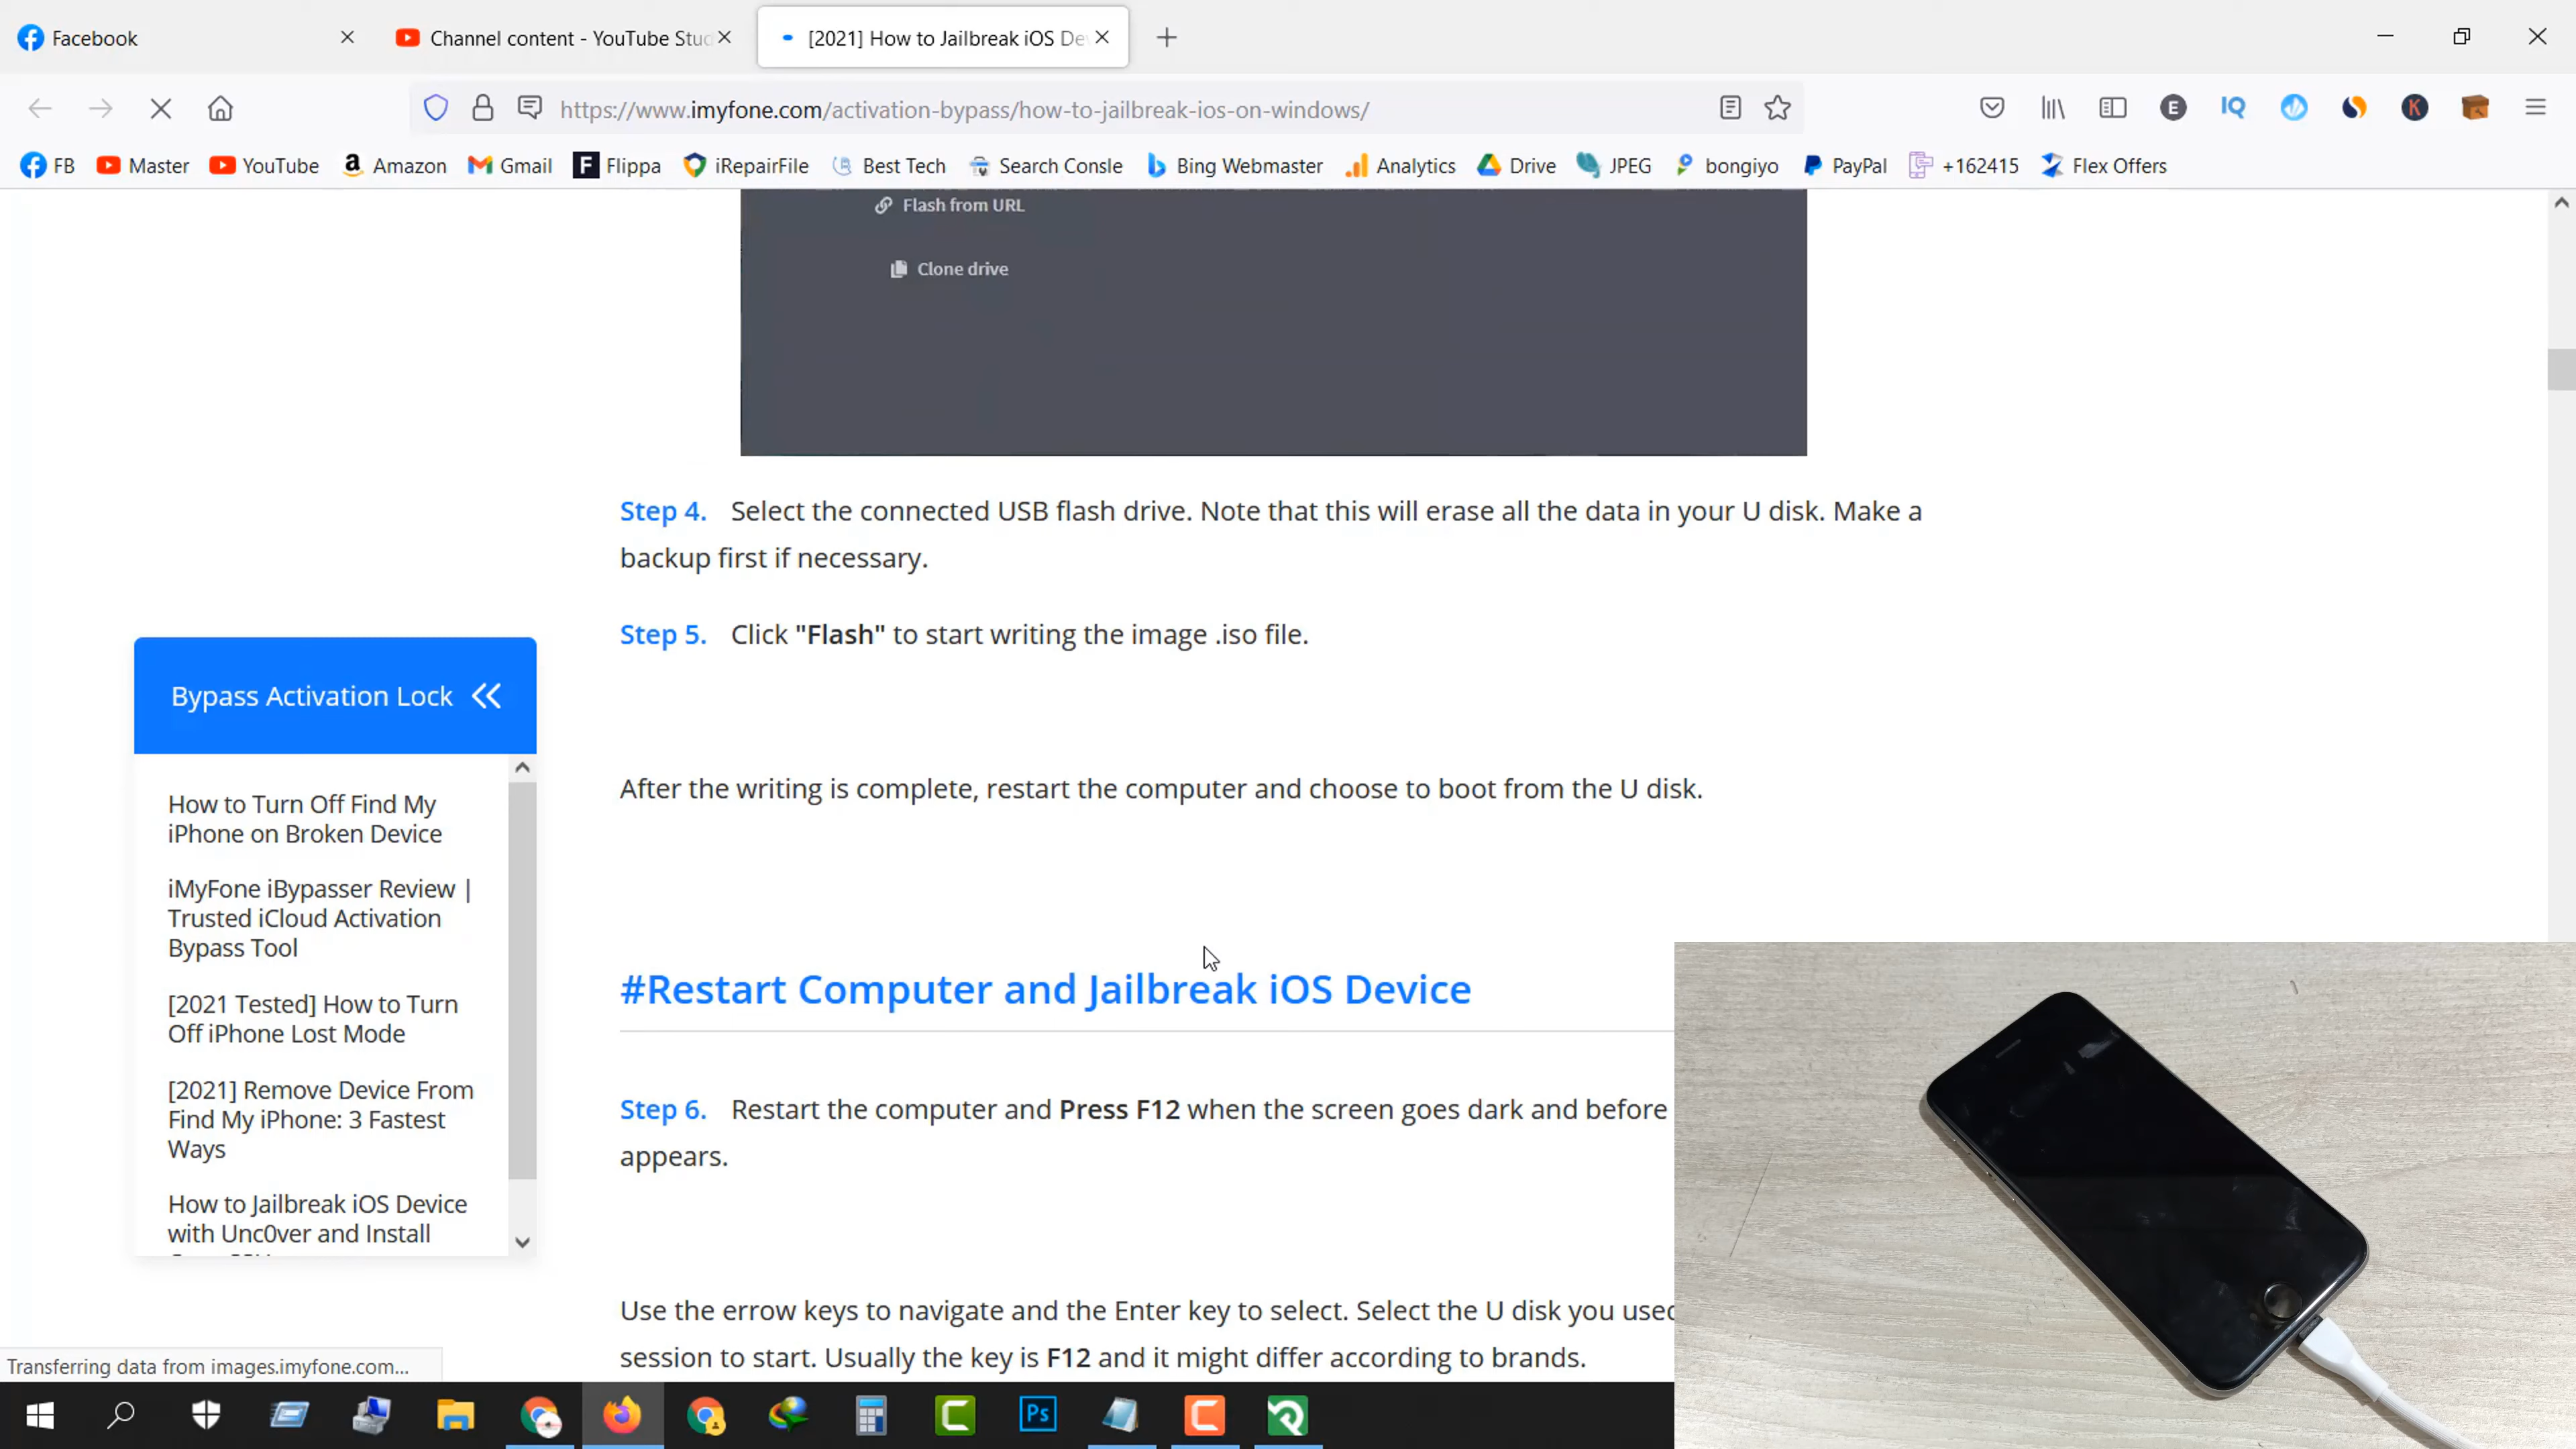 Facebook
Channel content - YouTube Stud
[2021] How to Jailbreak iOS De
https://www.imyfone.com/activation-bypass/how-to-jailbreak-ios-on-windows/
E
IQ
K
FB
Master
YouTube
Amazon
Gmail
Flippa
iRepairFile
Best Tech
Search Consle
Bing Webmaster
Analytics
Drive
JPEG
bongiyo
PayPal
+162415
Flex Offers
Flash from URL
Clone drive
Step 4. Select the connected USB flash drive. Note that this will erase all the data in your U disk. Make a
backup first if necessary.
Step 5. Click "Flash" to start writing the image .iso file.
After the writing is complete, restart the computer and choose to boot from the U disk.
Bypass Activation Lock
How to Turn Off Find My
iPhone on Broken Device
iMyFone iBypasser Review |
Trusted iCloud Activation
Bypass Tool
[2021 Tested] How to Turn
Off iPhone Lost Mode
[2021] Remove Device From
Find My iPhone: 3 Fastest
Ways
How to Jailbreak iOS Device
with Unc0ver and Install
#Restart Computer and Jailbreak iOS Device
Step 6. Restart the computer and Press F12 when the screen goes dark and before
appears.
Use the errow keys to navigate and the Enter key to select. Select the U disk you used
session to start. Usually the key is F12 and it might differ according to brands.
Transferring data from images.imyfone.com...
Ps